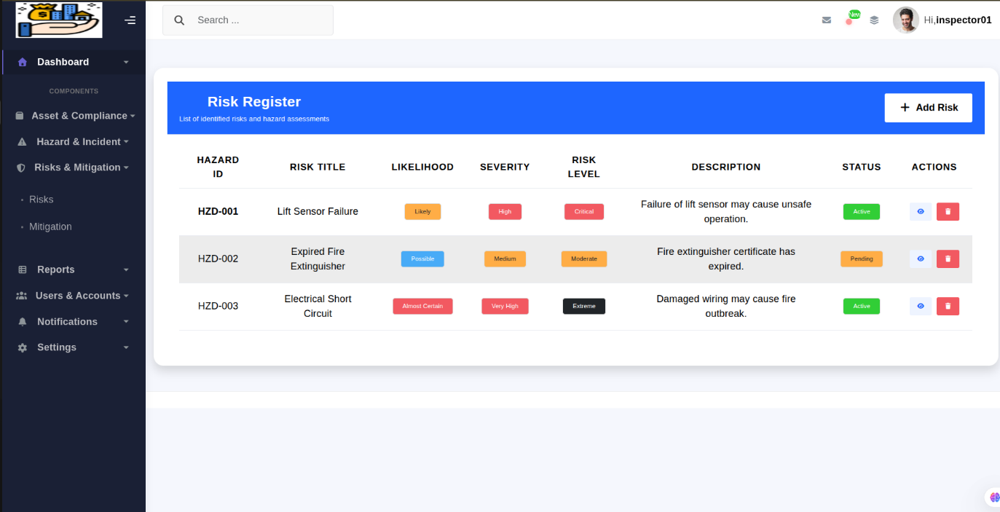 Search ...
New
Hi,inspector01
Dashboard
COMPONENTS
Asset & Compliance
Hazard & Incident
Risks & Mitigation
• Risks
• Mitigation
Reports
Users & Accounts
Notifications
Settings
Risk Register
List of identified risks and hazard assessments
+ Add Risk
HAZARD ID RISK TITLE LIKELIHOOD SEVERITY RISK LEVEL DESCRIPTION STATUS ACTIONS
HZD-001 Lift Sensor Failure Likely High Critical Failure of lift sensor may cause unsafe operation. Active
HZD-002 Expired Fire Extinguisher Possible Medium Moderate Fire extinguisher certificate has expired. Pending
HZD-003 Electrical Short Circuit Almost Certain Very High Extreme Damaged wiring may cause fire outbreak. Active